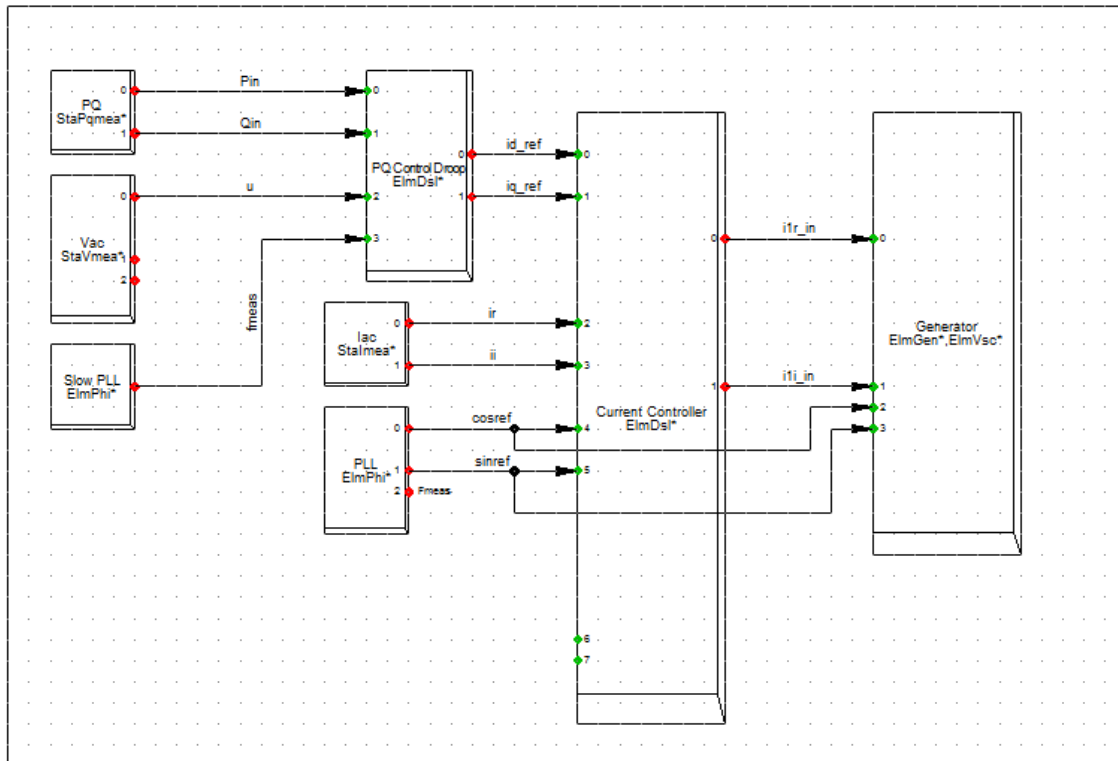 0
Pin
0
PQ
StaPqmea*
1
Qin
1
0
id_ref
0
PQ Control Droop
ElmDsl*
0
u
2
1
iq_ref
1
3
0
i1r_in
0
Vac
StaVmea*
1
2
fmeas
0
ir
2
Iac
StaImea*
1
ii
3
Generator
ElmGen*,ElmVsc*
Slow PLL
ElmPhi*
1
i1i_in
1
2
3
Current Controller
ElmDsl*
0
cosref
4
PLL
ElmPhi*
1
sinref
5
2
Fmeas
6
7